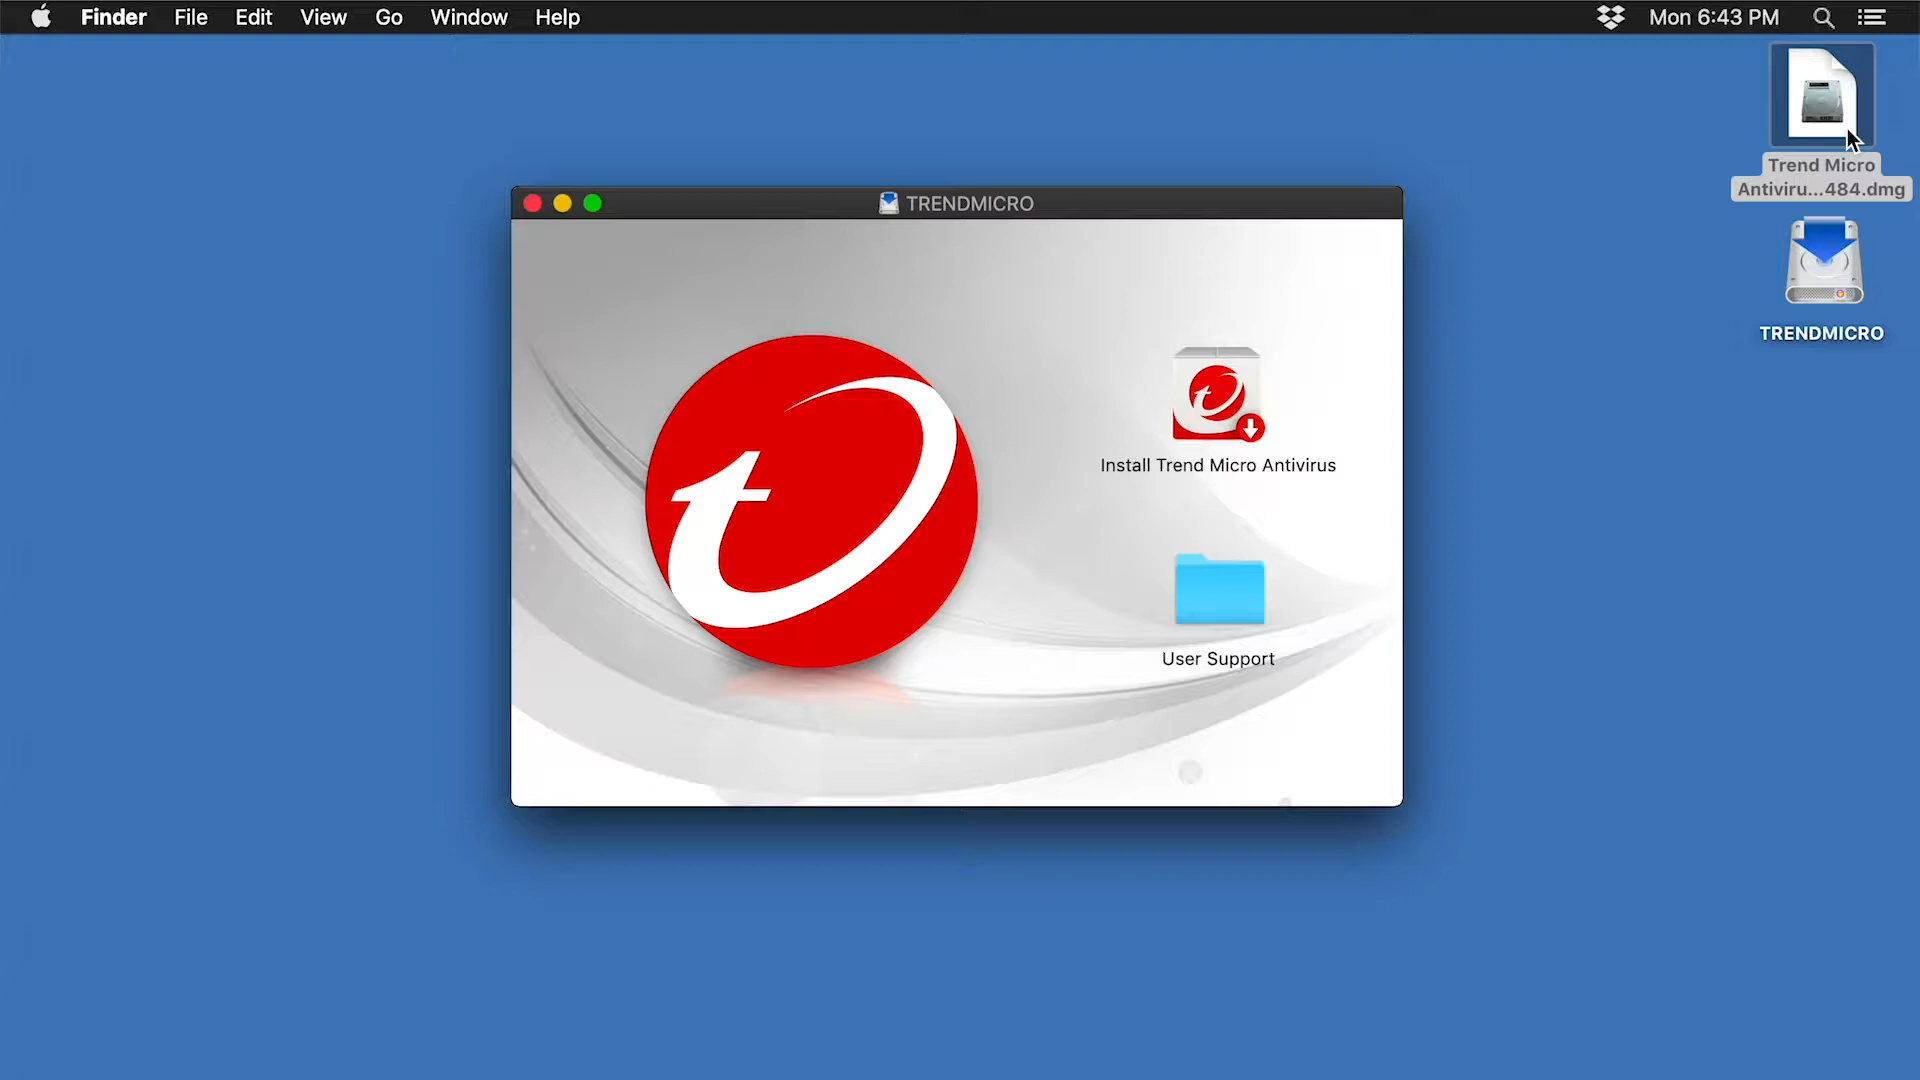 Finder File Edit View Go Window Help Mon 6:43 PM
Trend Micro
Antiviru...484.dmg
TRENDMICRO
TRENDMICRO
Install Trend Micro Antivirus
User Support